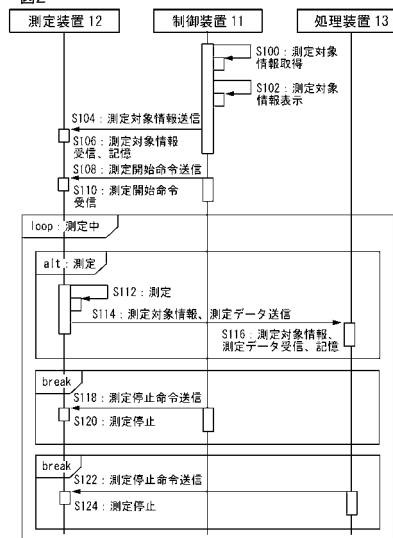 図2
測定装置12
制御装置11
処理装置13
S100:測定対象
情報取得
S102:測定対象
情報表示
S104:測定対象情報送信
S106:測定対象情報
受信、記憶
S108:測定開始命令送信
S110:測定開始命令
受信
loop:測定中
alt:測定
S112:測定
S114:測定対象情報、測定データ送信
S116:測定対象情報、
測定データ受信、記憶
break
S118:測定停止命令送信
S120:測定停止
break
S122:測定停止命令送信
S124:測定停止